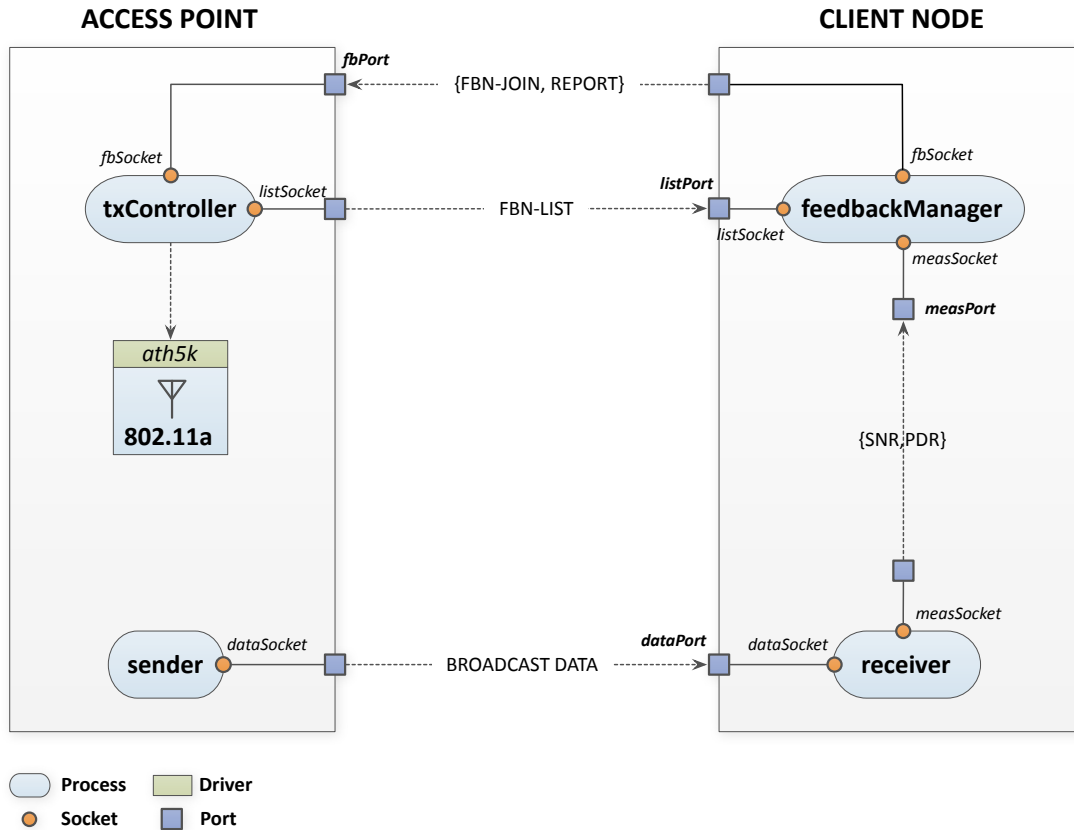 ACCESS POINT
CLIENT NODE
fbPort
{FBN-JOIN, REPORT}
fbSocket
fbSocket
listSocket
listPort
txController
FBN-LIST
feedbackManager
listSocket
measSocket
measPort
ath5k
802.11a
{SNR,PDR}
measSocket
dataSocket
dataPort
dataSocket
sender
BROADCAST DATA
receiver
Process
Driver
Socket
Port